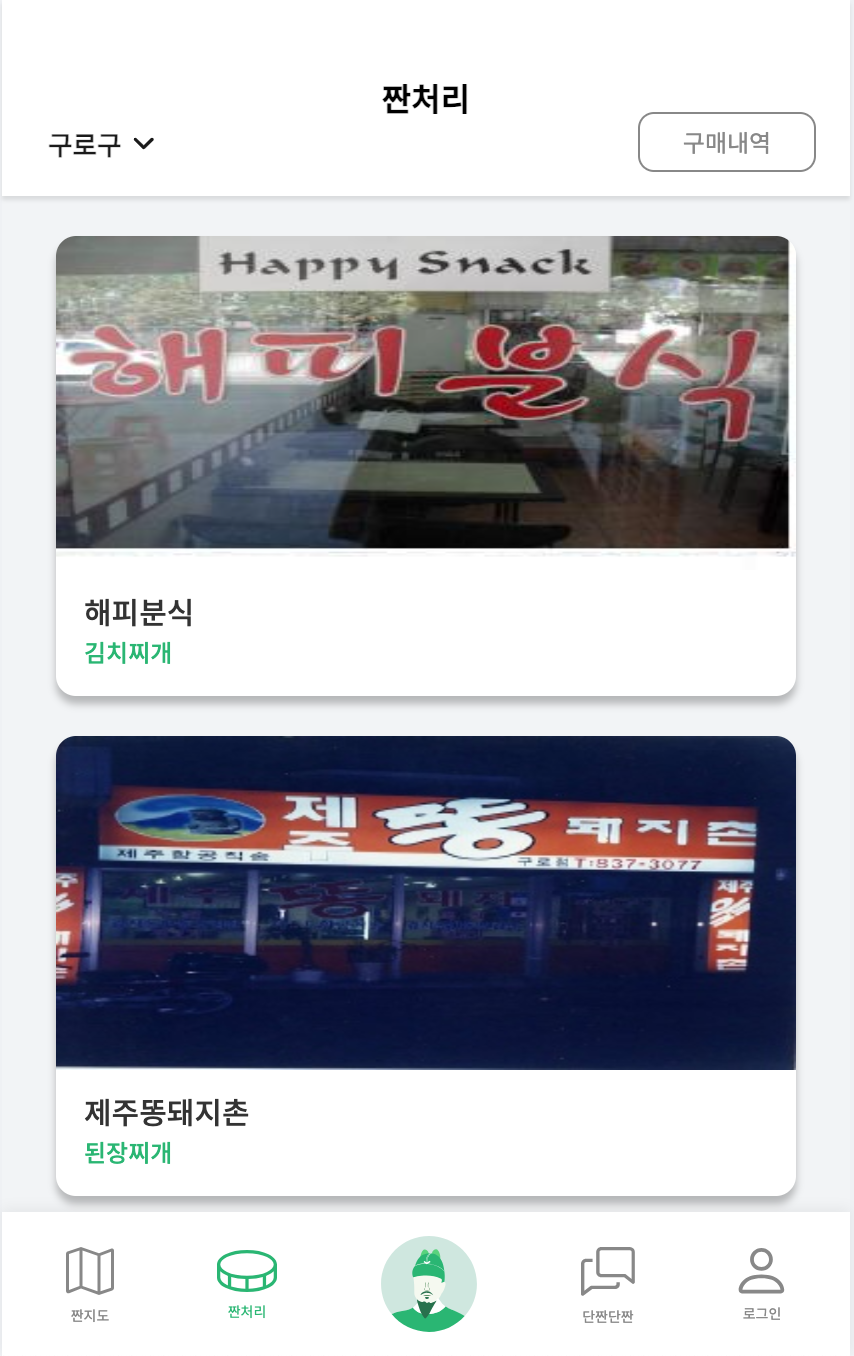 짠처리
구로구
구매내역
Happy Snack
해피분식
해피분식
김치찌개
제주 똥 돼지촌
제주항공직송
구로점 T:837-3077
제주똥돼지촌
된장찌개
짠지도
짠처리
단짠단짠
로그인